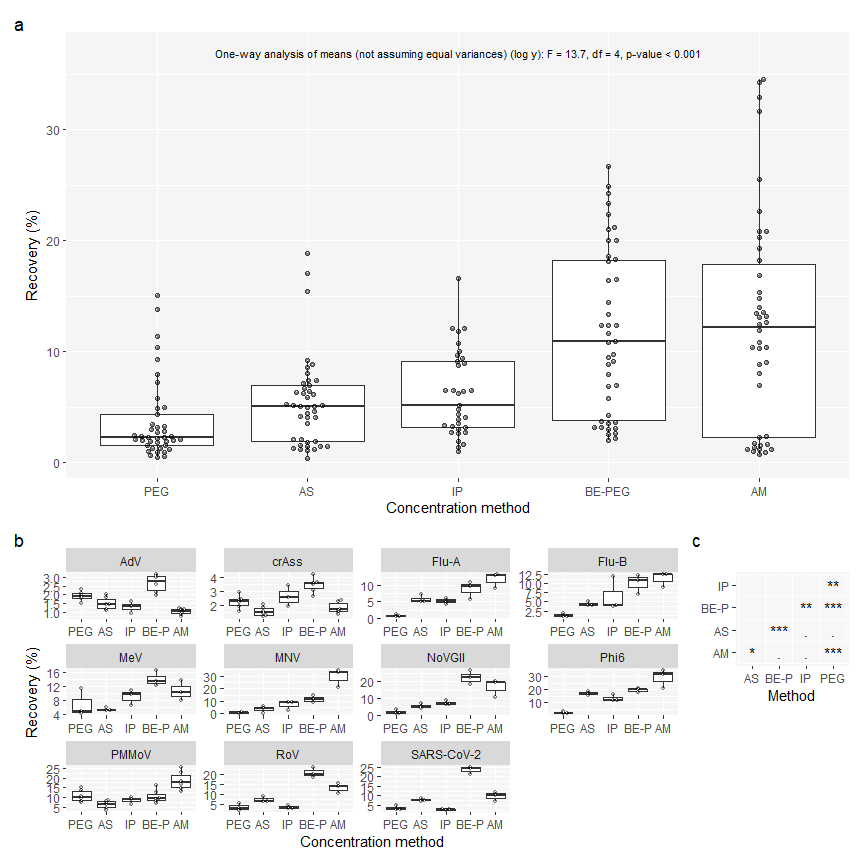 a
One-way analysis of means (not assuming equal variances) (log y): F = 13.7, df = 4, p-value < 0.001
Recovery (%)
30
20
10
0
PEG AS IP BE-PEG AM
Concentration method
b
AdV crAss Flu-A Flu-B
3.0 2.5 2.0 1.5 1.0
4 3 2
10 5 0
12.5 10.0 7.5 5.0 2.5
PEG AS IP BE-P AM PEG AS IP BE-P AM PEG AS IP BE-P AM PEG AS IP BE-P AM
MeV MNV NoVGII Phi6
16 12 8 4
30 20 10 0
20 10 0
30 20 10
PEG AS IP BE-P AM PEG AS IP BE-P AM PEG AS IP BE-P AM PEG AS IP BE-P AM
PMMoV RoV SARS-CoV-2
25 20 15 10 5
20 15 10 5
25 20 15 10 5
PEG AS IP BE-P AM PEG AS IP BE-P AM PEG AS IP BE-P AM
Recovery (%)
Concentration method
c
IP **
BE-P ** ***
AS *** . .
AM * . . ***
AS BE-P IP PEG
Method